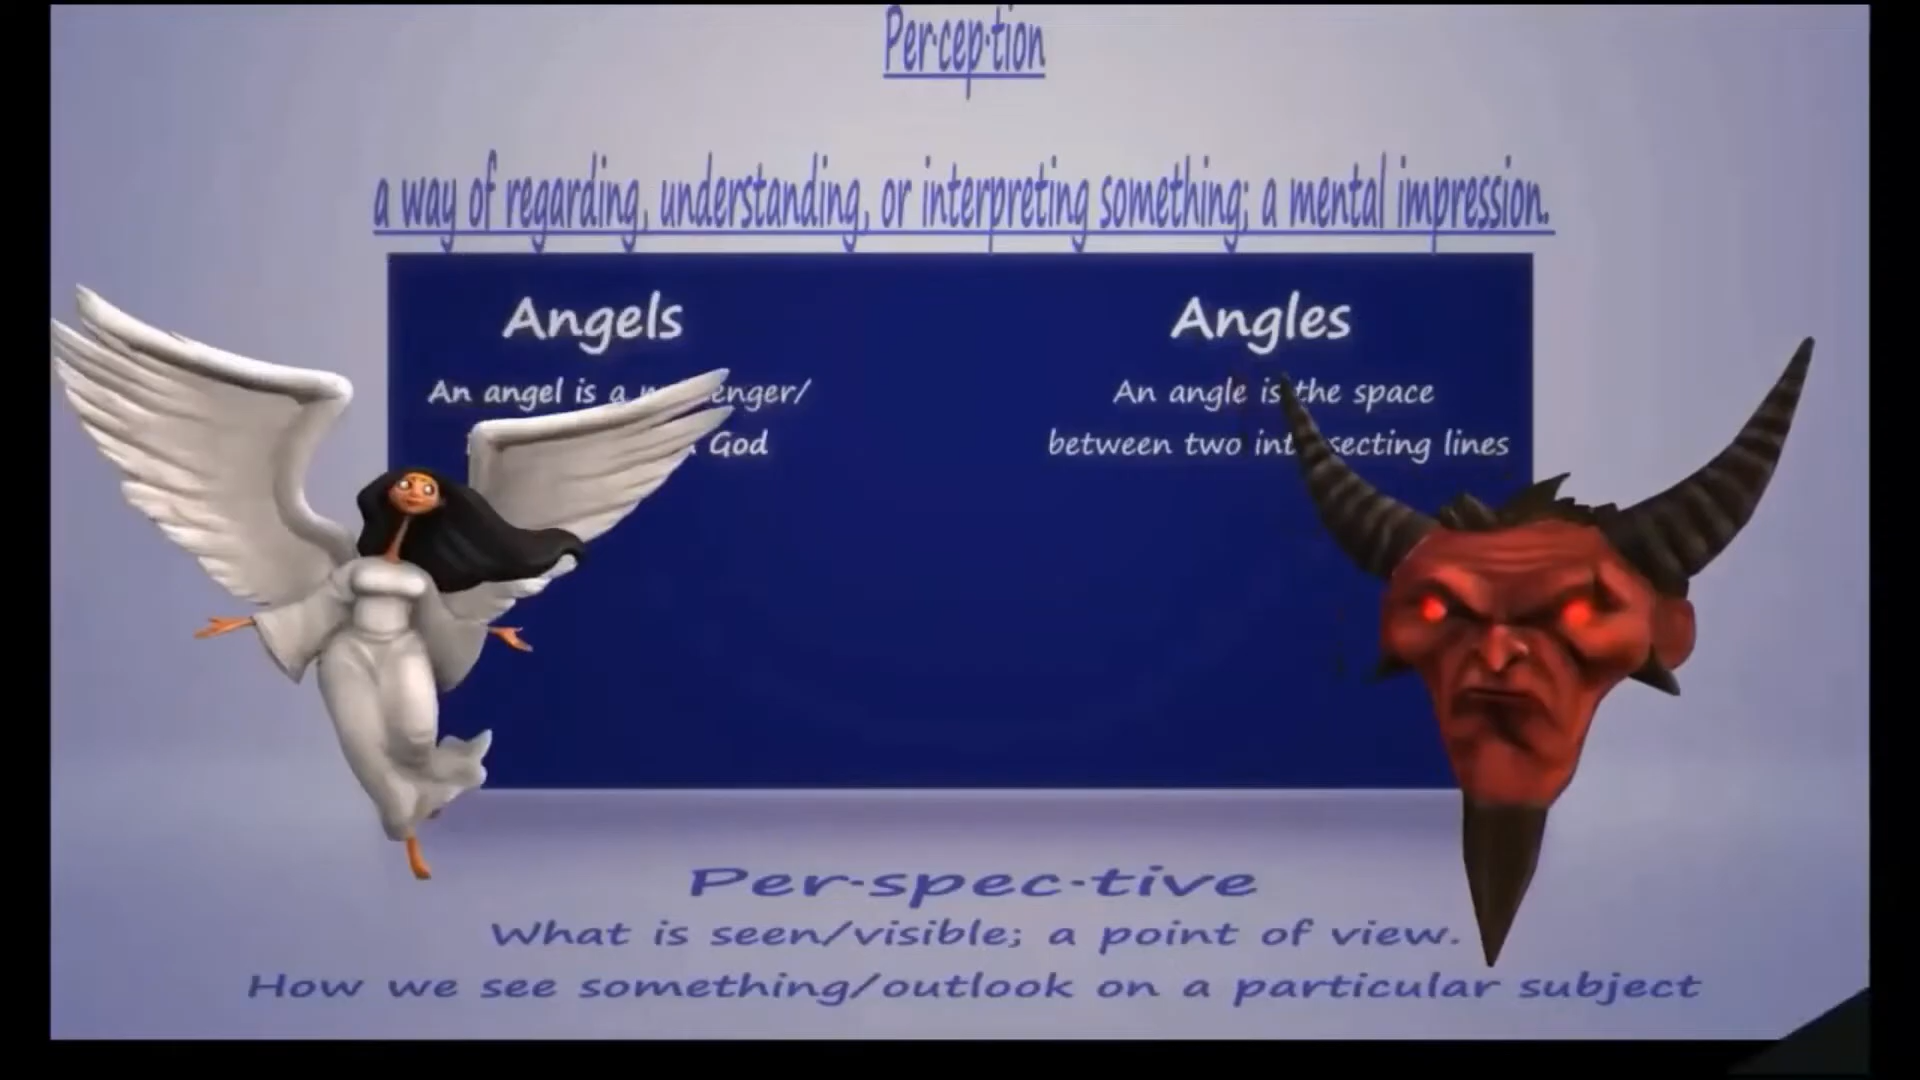 Per·cep·tion
a way of regarding, understanding, or interpreting something; a mental impression.
Angels
An angel is a
God
Angles
An angle is the space
between two intersecting lines
Per·spec·tive
What is seen/visible; a point of view.
How we see something/outlook on a particular subject